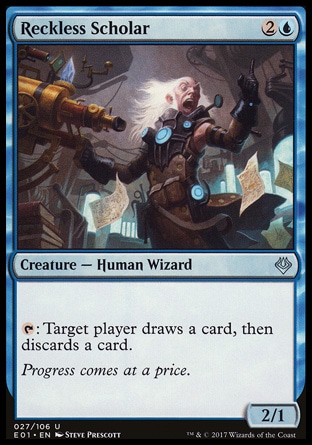 Reckless Scholar 2
Creature — Human Wizard
: Target player draws a card, then
discards a card.
Progress comes at a price.
027/106 U
E01 • EN Steve Prescott ™ & © 2017 Wizards of the Coast
2/1